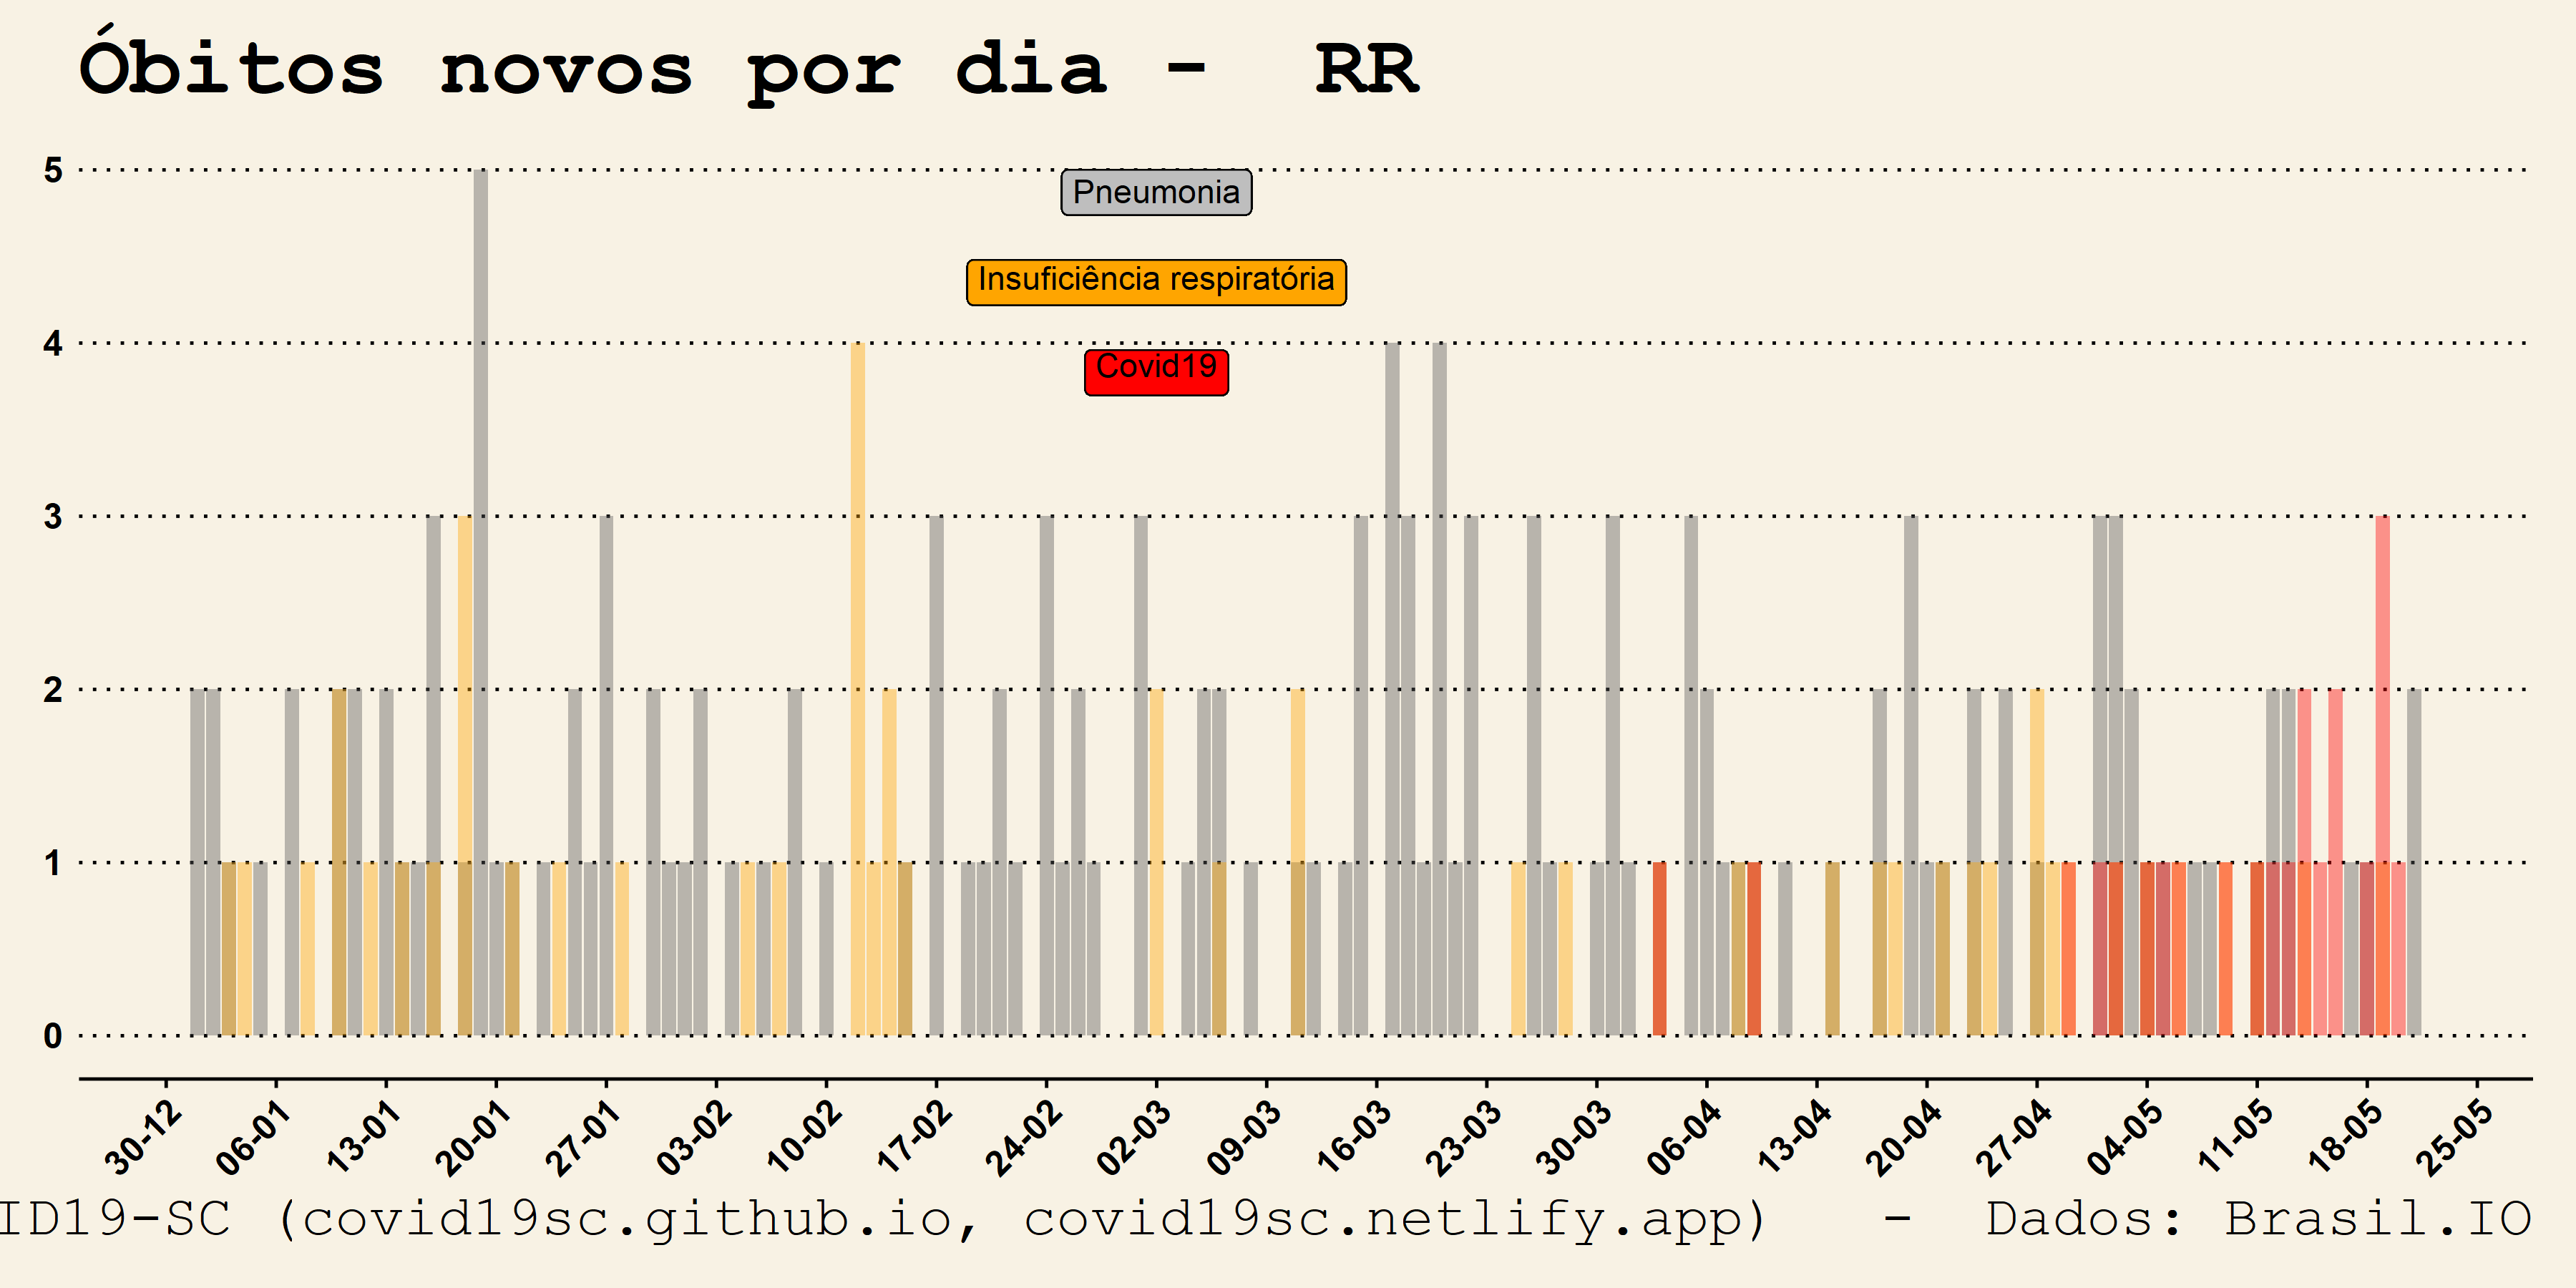 Óbitos novos por dia - RR
5
Pneumonia
Insuficiência respiratória
4
Covid19
3
2
1
0
30-12 06-01 13-01 20-01 27-01 03-02 10-02 17-02 24-02 02-03 09-03 16-03 23-03 30-03 06-04 13-04 20-04 27-04 04-05 11-05 18-05 25-05
ID19-SC (covid19sc.github.io, covid19sc.netlify.app) - Dados: Brasil.IO